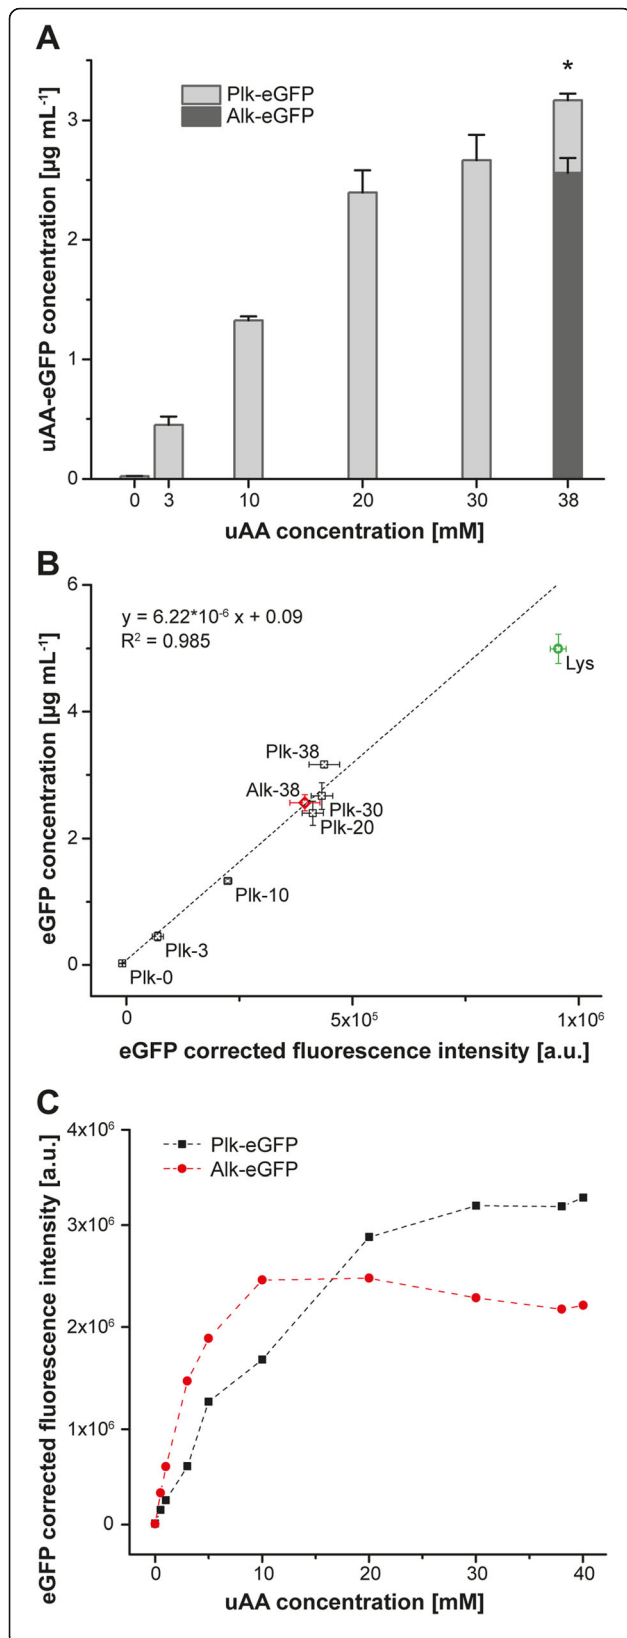 A
*
Plk-eGFP
Alk-eGFP
uAA-eGFP concentration [µg mL⁻¹]
3
2
1
0
0 3 10 20 30 38
uAA concentration [mM]
B
y = 6.22*10⁻⁶ x + 0.09
R² = 0.985
eGFP concentration [µg mL⁻¹]
6
4
2
0
Lys
Plk-38
Alk-38
Plk-30
Plk-20
Plk-10
Plk-3
Plk-0
0 5x10⁵ 1x10⁶
eGFP corrected fluorescence intensity [a.u.]
C
Plk-eGFP
Alk-eGFP
eGFP corrected fluorescence intensity [a.u.]
4x10⁶
3x10⁶
2x10⁶
1x10⁶
0
0 10 20 30 40
uAA concentration [mM]